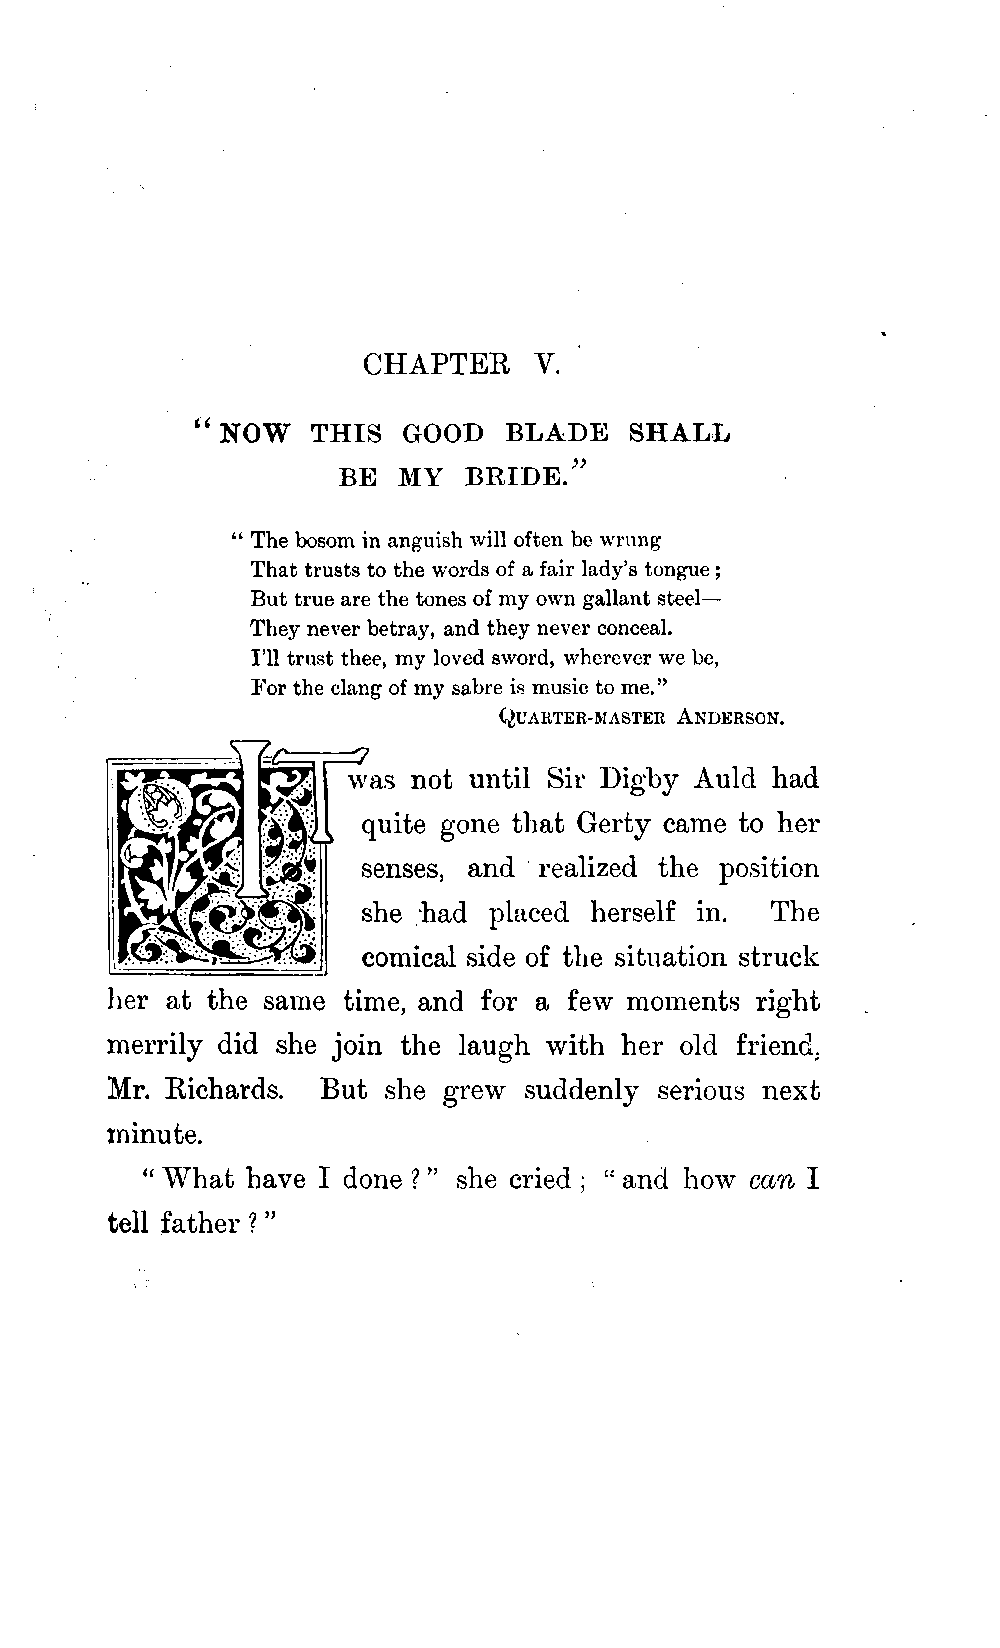 CHAPTER V.
“NOW THIS GOOD BLADE SHALL
BE MY BRIDE.”
“The bosom in anguish will often be wrung
That trusts to the words of a fair lady’s tongue;
But true are the tones of my own gallant steel—
They never betray, and they never conceal.
I’ll trust thee, my loved sword, wherever we be,
For the clang of my sabre is music to me.”
QUARTER-MASTER ANDERSON.
IT was not until Sir Digby Auld had
quite gone that Gerty came to her
senses, and realized the position
she had placed herself in. The
comical side of the situation struck
her at the same time, and for a few moments right
merrily did she join the laugh with her old friend,
Mr. Richards. But she grew suddenly serious next
minute.
“What have I done?” she cried; “and how can I
tell father?”